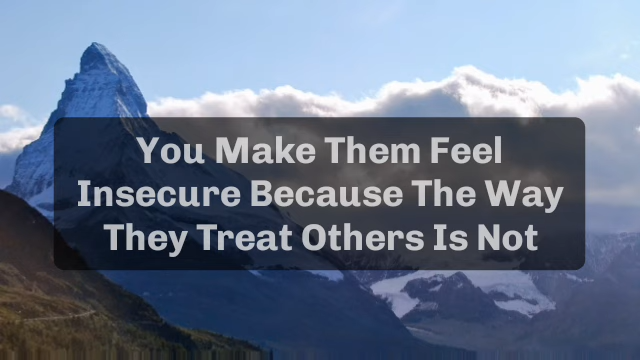 You Make Them Feel
Insecure Because The Way
They Treat Others Is Not